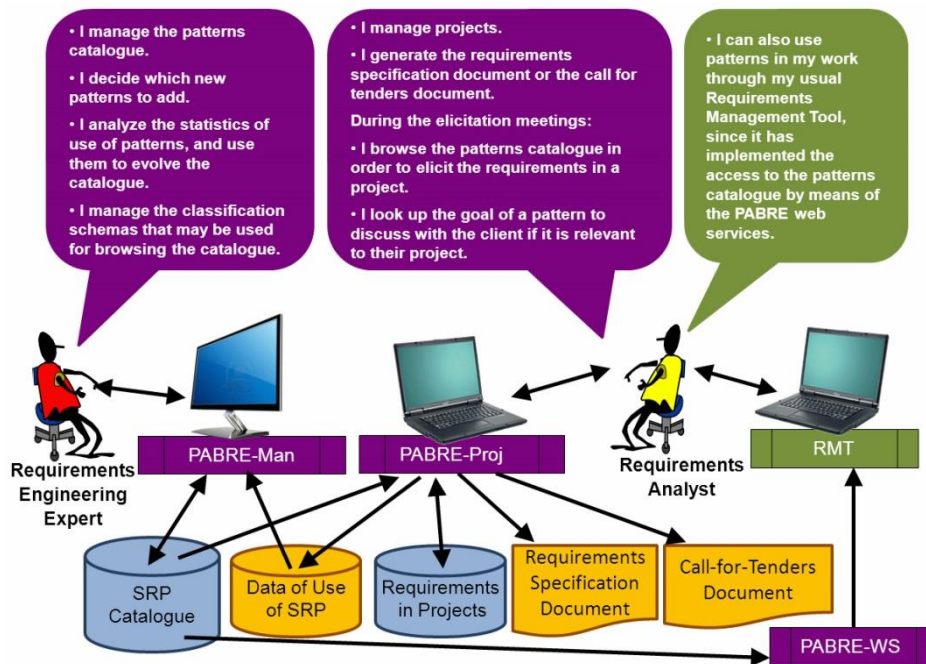 • I manage the patterns
catalogue.
• I decide which new
patterns to add.
• I analyze the statistics of
use of patterns, and use
them to evolve the
catalogue.
• I manage the classification
schemas that may be used
for browsing the catalogue.
• I manage projects.
• I generate the requirements
specification document or the call for
tenders document.
During the elicitation meetings:
• I browse the patterns catalogue in
order to elicit the requirements in a
project.
• I look up the goal of a pattern to
discuss with the client if it is relevant
to their project.
• I can also use
patterns in my work
through my usual
Requirements
Management Tool,
since it has
implemented the
access to the
patterns catalogue by
means of the PABRE web
services.
Requirements
Engineering
Expert
PABRE-Man
PABRE-Proj
Requirements
Analyst
RMT
SRP
Catalogue
Data of Use
of SRP
Requirements
in Projects
Requirements
Specification
Document
Call-for-Tenders
Document
PABRE-WS